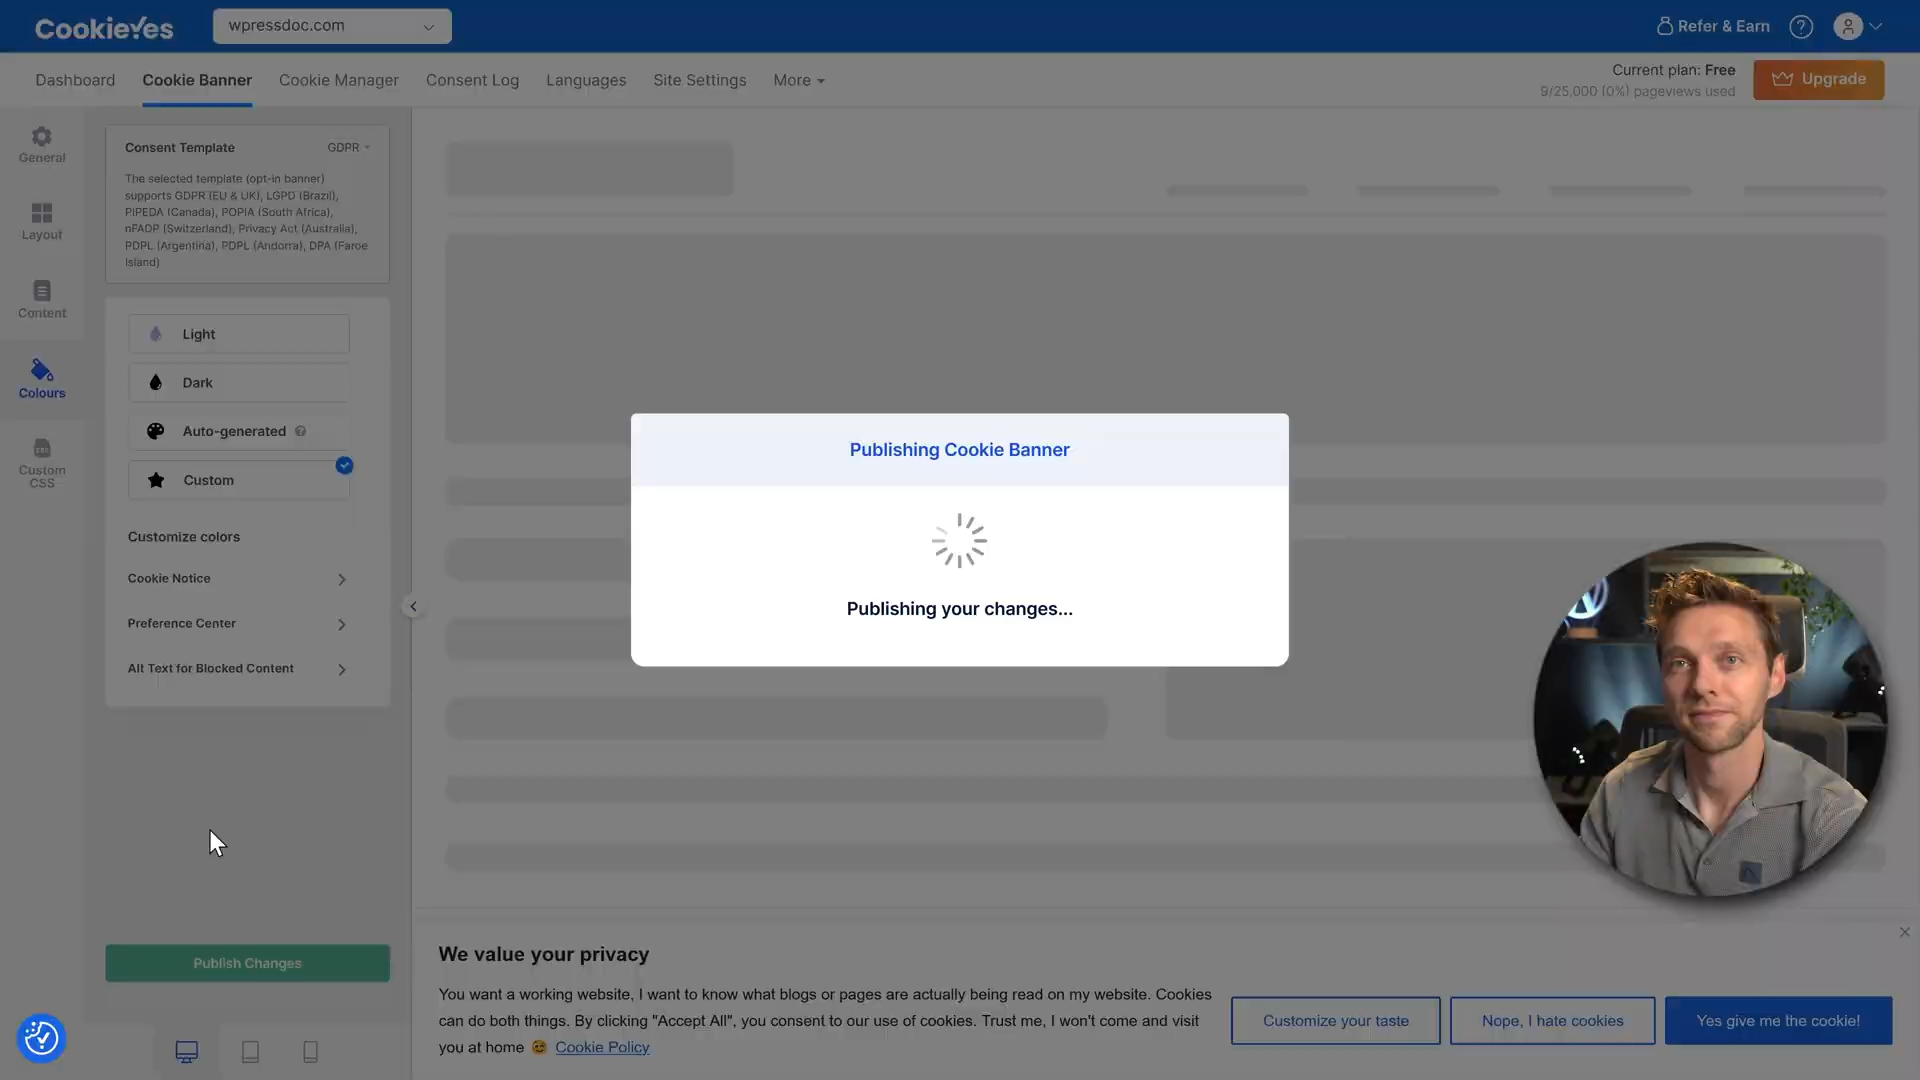 CookieYes
wpressdoc.com
Refer & Earn
Dashboard
Cookie Banner
Cookie Manager
Consent Log
Languages
Site Settings
More
Current plan: Free
9/25,000 (0%) pageviews used
Upgrade
General
Layout
Content
Colours
Custom
CSS
Consent Template
GDPR
The selected template (opt-in banner)
supports GDPR (EU & UK), LGPD (Brazil),
PIPEDA (Canada), POPIA (South Africa),
nFADP (Switzerland), Privacy Act (Australia),
PDPL (Argentina), PDPL (Andorra), DPA (Faroe
Island)
Light
Dark
Auto-generated
Custom
Customize colors
Cookie Notice
Preference Center
Alt Text for Blocked Content
Publish Changes
Publishing Cookie Banner
Publishing your changes...
We value your privacy
You want a working website, I want to know what blogs or pages are actually being read on my website. Cookies
can do both things. By clicking "Accept All", you consent to our use of cookies. Trust me, I won't come and visit
you at home 😊 Cookie Policy
Customize your taste
Nope, I hate cookies
Yes give me the cookie!